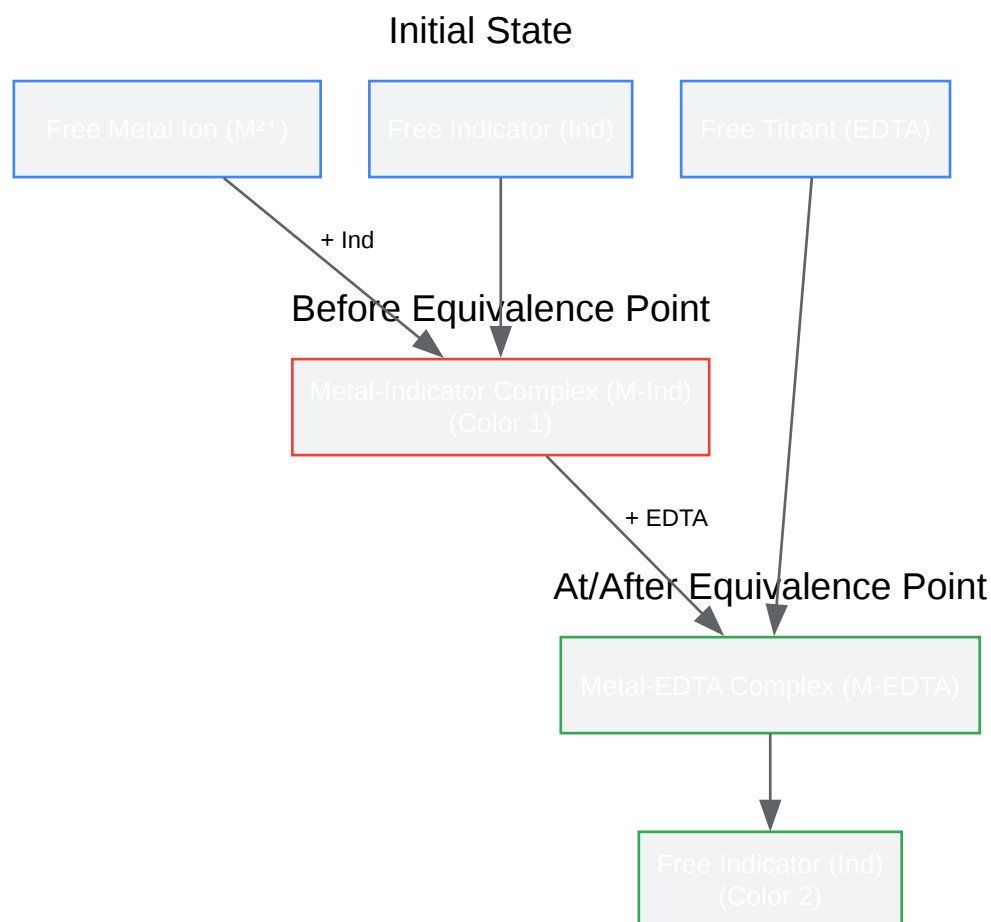 Initial State
Free Metal Ion (M²⁺)
Free Indicator (Ind)
Free Titrant (EDTA)
+ Ind
Before Equivalence Point
Metal-Indicator Complex (M-Ind)
(Color 1)
+ EDTA
At/After Equivalence Point
Metal-EDTA Complex (M-EDTA)
Free Indicator (Ind)
(Color 2)